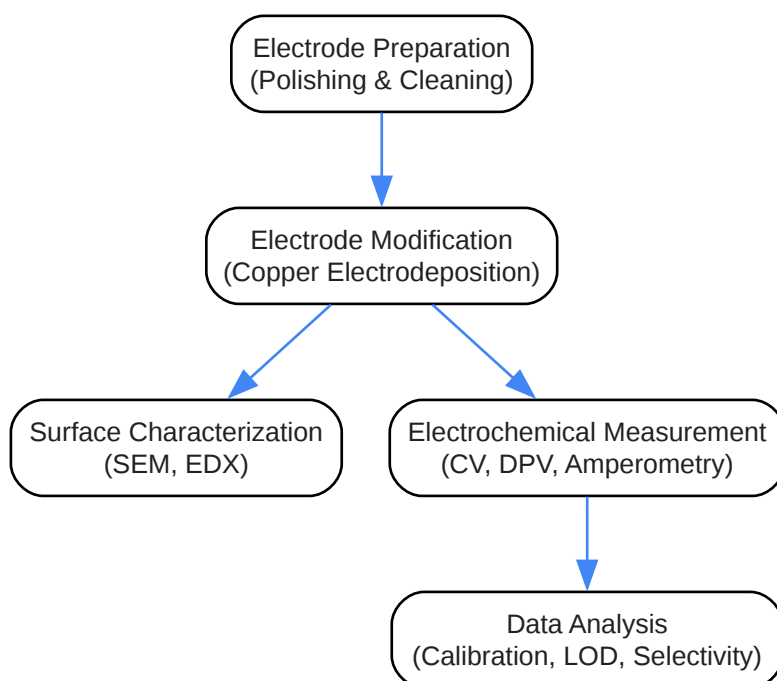 Electrode Preparation
(Polishing & Cleaning)
Electrode Modification
(Copper Electrodeposition)
Surface Characterization
(SEM, EDX)
Electrochemical Measurement
(CV, DPV, Amperometry)
Data Analysis
(Calibration, LOD, Selectivity)